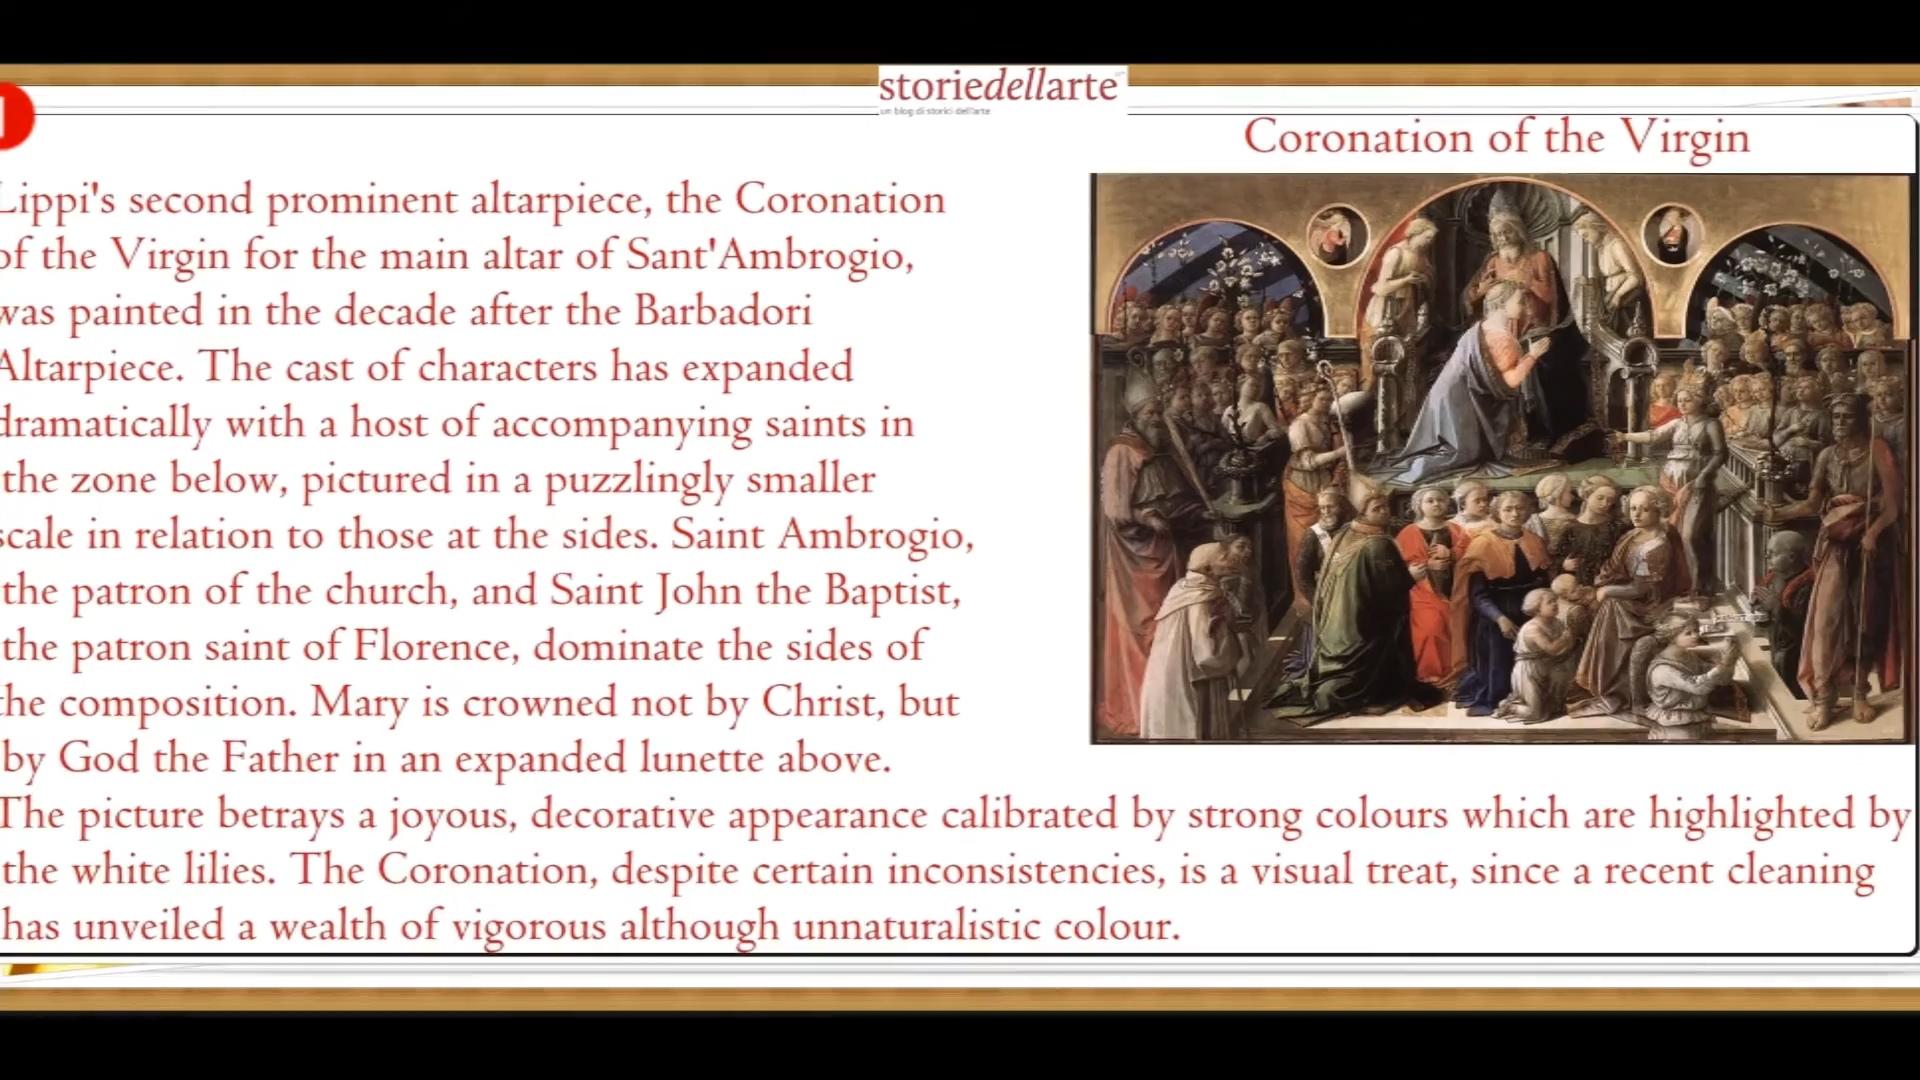 storiedellarte
un blog di storici dell'arte
Coronation of the Virgin
Lippi's second prominent altarpiece, the Coronation
of the Virgin for the main altar of Sant'Ambrogio,
was painted in the decade after the Barbadori
Altarpiece. The cast of characters has expanded
dramatically with a host of accompanying saints in
the zone below, pictured in a puzzlingly smaller
scale in relation to those at the sides. Saint Ambrogio,
the patron of the church, and Saint John the Baptist,
the patron saint of Florence, dominate the sides of
the composition. Mary is crowned not by Christ, but
by God the Father in an expanded lunette above.
The picture betrays a joyous, decorative appearance calibrated by strong colours which are highlighted by
the white lilies. The Coronation, despite certain inconsistencies, is a visual treat, since a recent cleaning
has unveiled a wealth of vigorous although unnaturalistic colour.